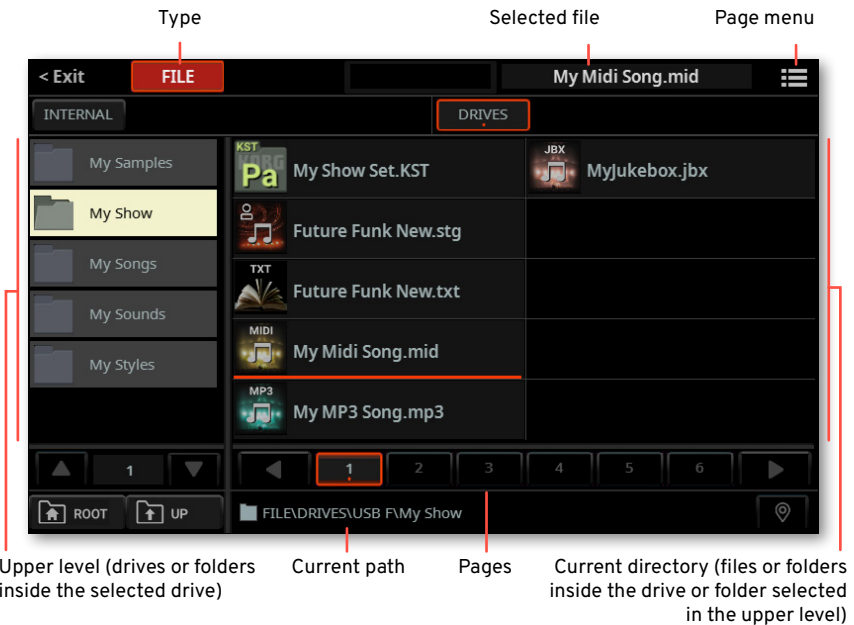 Type
Selected file
Page menu
< Exit
FILE
My Midi Song.mid
INTERNAL
DRIVES
My Samples
My Show
My Songs
My Sounds
My Styles
KST
KORG
Pa
My Show Set.KST
JBX
MyJukebox.jbx
Future Funk New.stg
TXT
Future Funk New.txt
MIDI
My Midi Song.mid
MP3
My MP3 Song.mp3
1
1
2
3
4
5
6
ROOT
UP
FILE\DRIVES\USB F\My Show
Upper level (drives or folders
inside the selected drive)
Current path
Pages
Current directory (files or folders
inside the drive or folder selected
in the upper level)